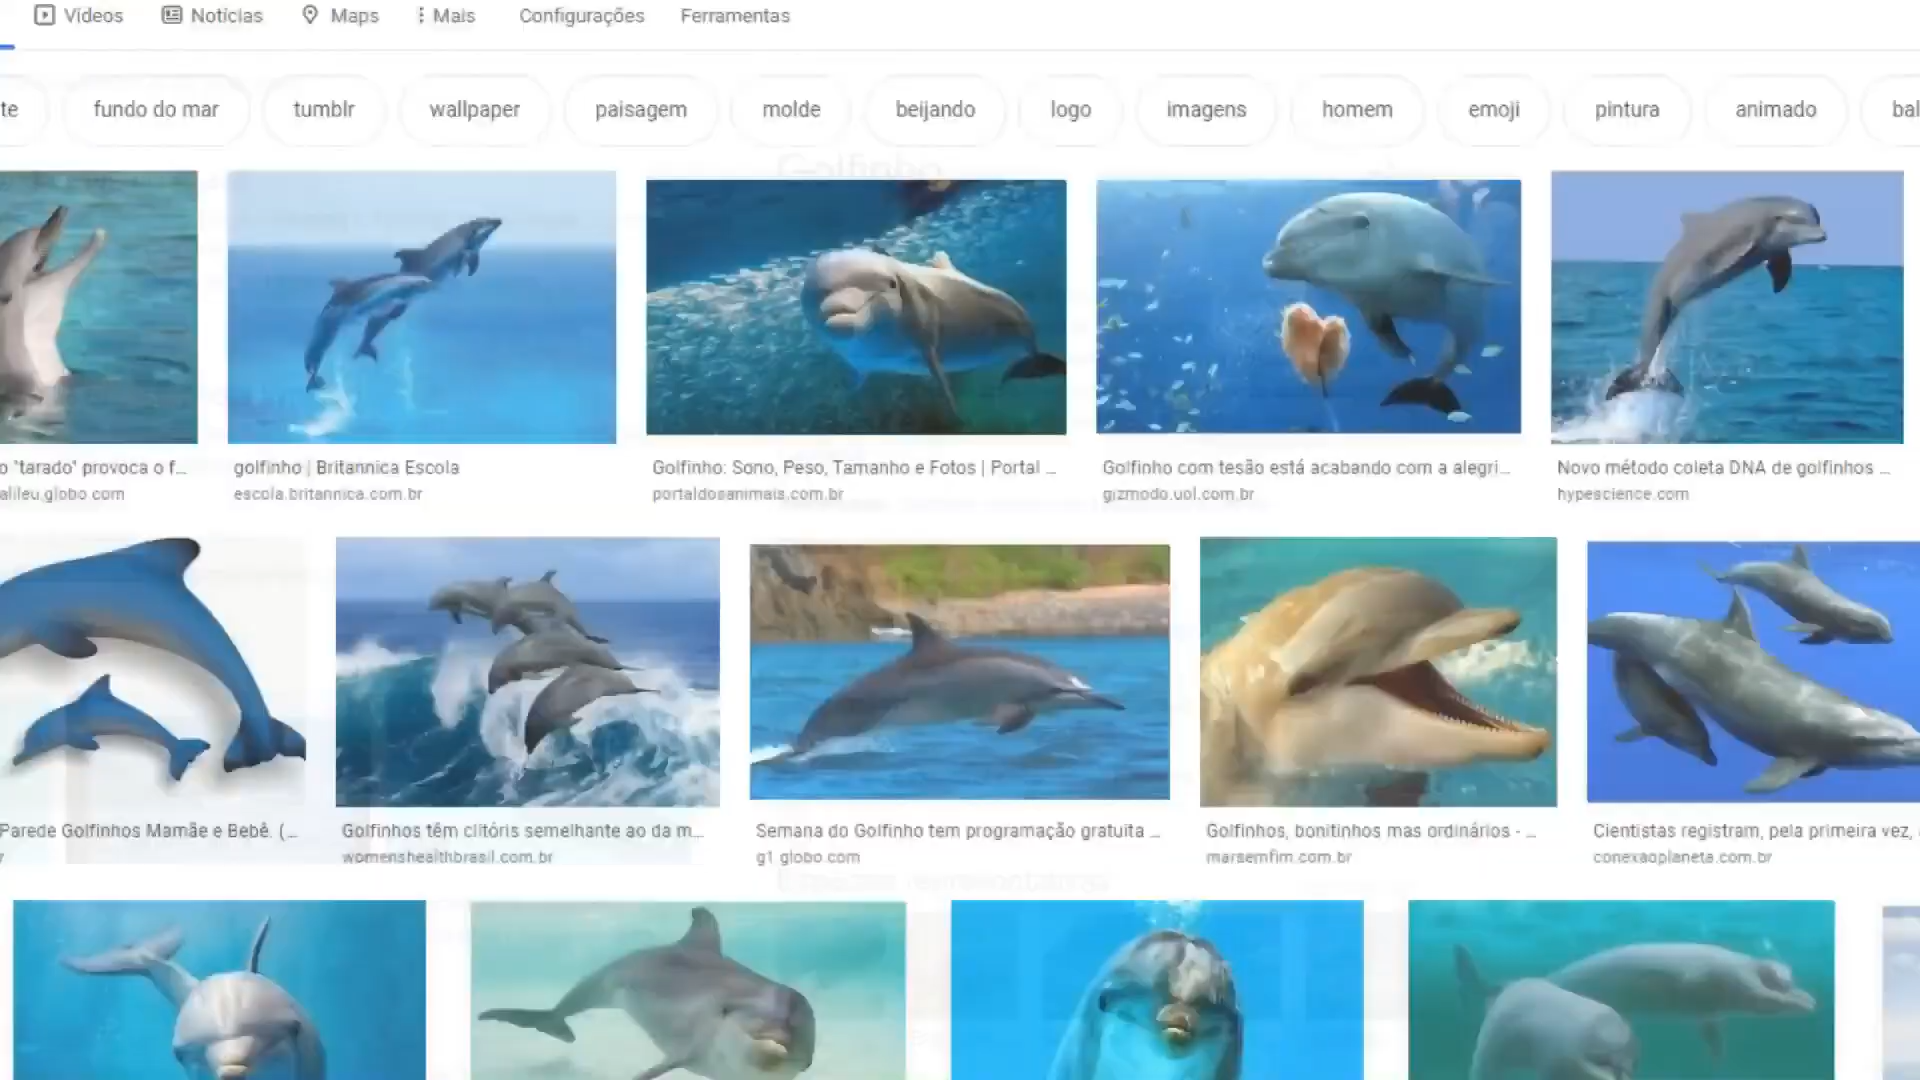 Vídeos Notícias Maps Mais Configurações Ferramentas
te fundo do mar tumblr wallpaper paisagem molde beijando logo imagens homem emoji pintura animado bal
Golfinho
o "tarado" provoca o f...
alileu.globo.com
golfinho | Britannica Escola
escola.britannica.com.br
Golfinho: Sono, Peso, Tamanho e Fotos | Portal ...
portaldosanimais.com.br
Golfinho com tesão está acabando com a alegri...
gizmodo.uol.com.br
Novo método coleta DNA de golfinhos ...
hypescience.com
Parede Golfinhos Mamãe e Bebê. (...
r
Golfinhos têm clitóris semelhante ao da m...
womenshealthbrasil.com.br
Semana do Golfinho tem programação gratuita ...
g1.globo.com
Golfinhos, bonitinhos mas ordinários - ...
marsemfim.com.br
Cientistas registram, pela primeira vez,
conexaoplaneta.com.br